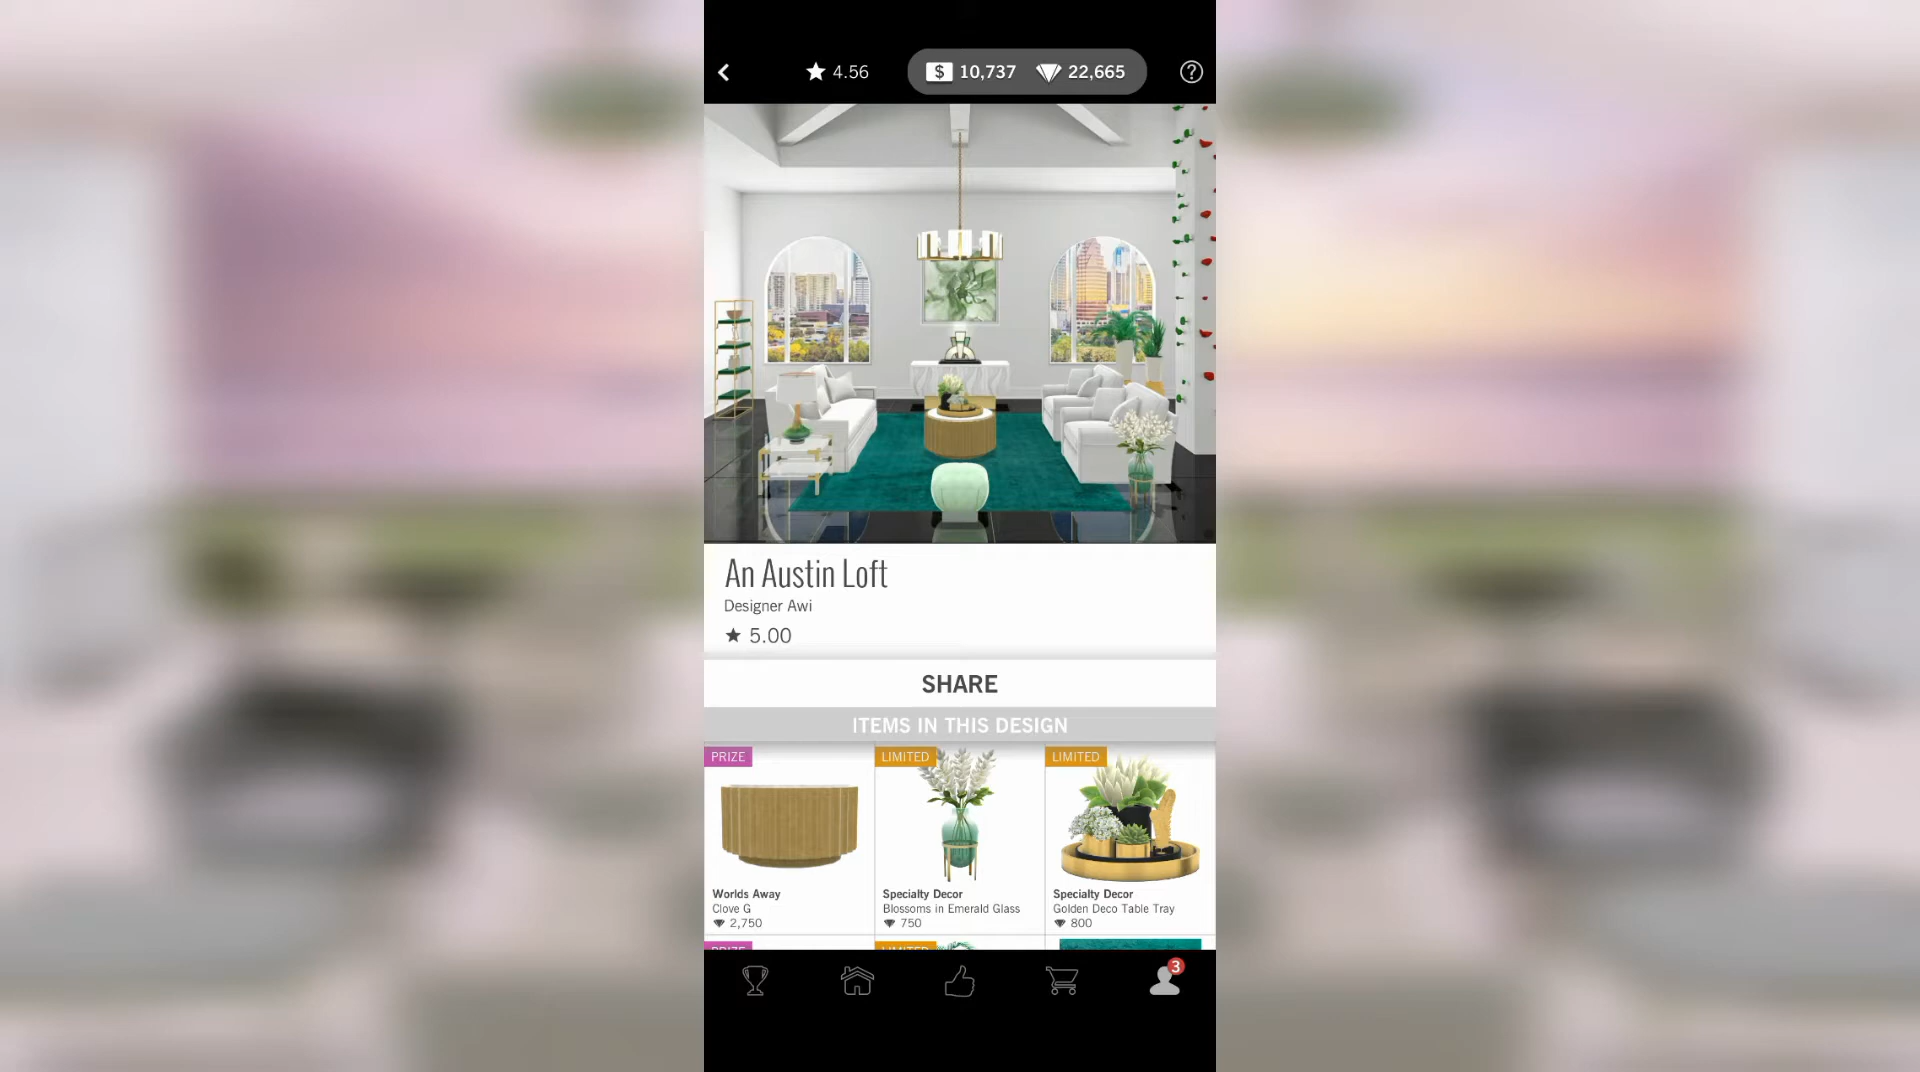 4.56
$ 10,737 22,665
?
An Austin Loft
Designer Awi
5.00
SHARE
ITEMS IN THIS DESIGN
PRIZE
LIMITED
LIMITED
Worlds Away
Clove G
2,750
Specialty Decor
Blossoms in Emerald Glass
750
Specialty Decor
Golden Deco Table Tray
800
PRIZE
LIMITED
3